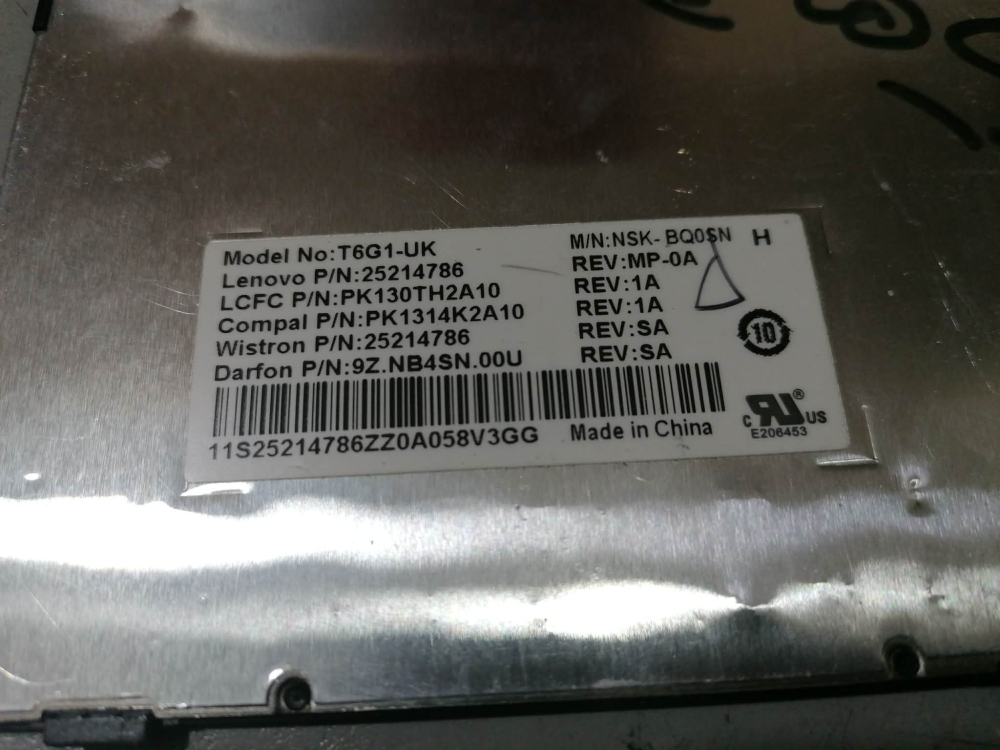 Model No:T6G1-UK
M/N:NSK- BQ0SN H
Lenovo P/N:25214786
REV:MP-0A
LCFC P/N:PK130TH2A10
REV:1A
Compal P/N:PK1314K2A10
REV:1A
Wistron P/N:25214786
REV:SA
Darfon P/N:9Z.NB4SN.00U
REV:SA
10
11S25214786ZZ0A058V3GG
Made in China
c RU ® US
E206453